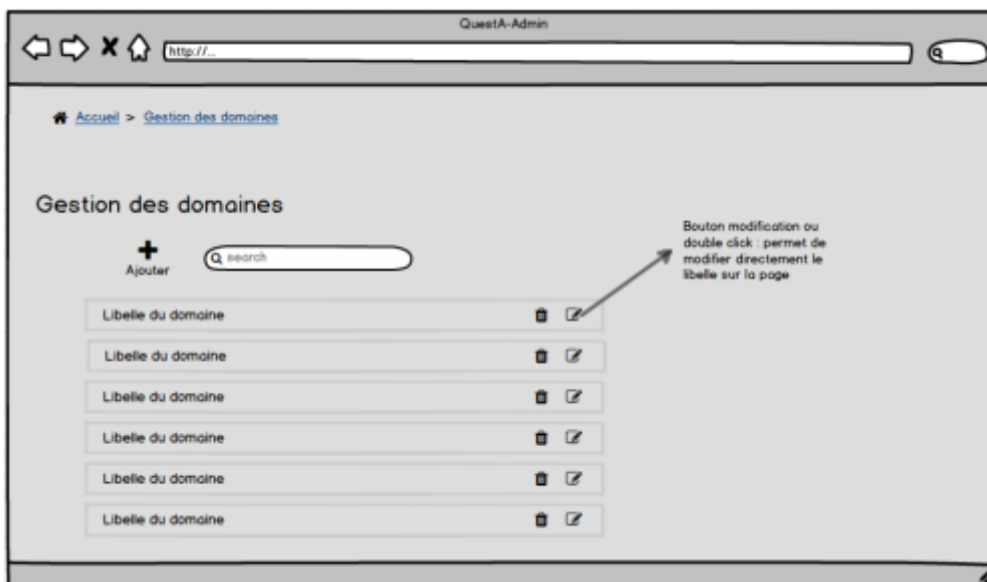 QuestA-Admin
http://...
Accueil > Gestion des domaines
Gestion des domaines
Bouton modification ou
double click : permet de
modifier directement le
libelle sur la page
Ajouter
search
Libelle du domaine
Libelle du domaine
Libelle du domaine
Libelle du domaine
Libelle du domaine
Libelle du domaine